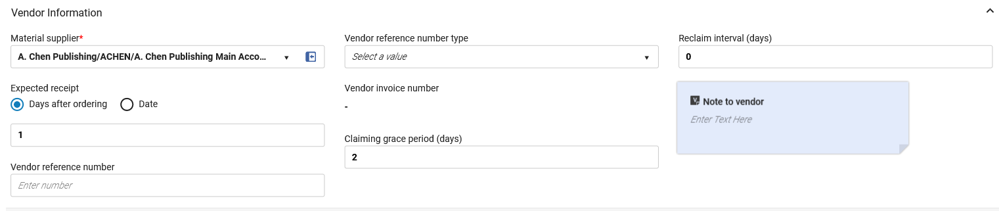 Vendor Information
Material supplier*
A. Chen Publishing/ACHEN/A. Chen Publishing Main Acco...
Expected receipt
Days after ordering
Date
1
Vendor reference number
Enter number
Vendor reference number type
Select a value
Vendor invoice number
-
Claiming grace period (days)
2
Reclaim interval (days)
0
Note to vendor
Enter Text Here